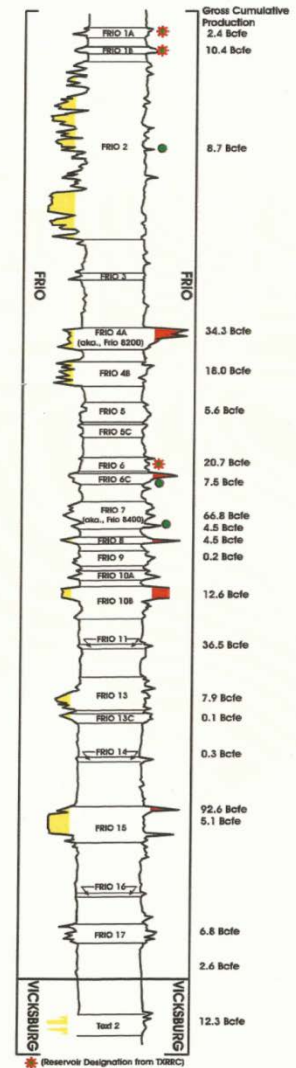 Gross Cumulative
Production
FRIO 1A 2.4 Bcfe
FRIO 1B 10.4 Bcfe
FRIO 2 8.7 Bcfe
FRIO 3
FRIO
FRIO
FRIO 4A 34.3 Bcfe
(aka., Frio 8200)
FRIO 4B 18.0 Bcfe
FRIO 5 5.6 Bcfe
FRIO 5C
FRIO 6 20.7 Bcfe
FRIO 6C 7.5 Bcfe
FRIO 7 66.8 Bcfe
(aka., Frio 8400) 4.5 Bcfe
FRIO 8 4.5 Bcfe
FRIO 9 0.2 Bcfe
FRIO 10A
FRIO 10B 12.6 Bcfe
FRIO 11 36.5 Bcfe
FRIO 13 7.9 Bcfe
FRIO 13C 0.1 Bcfe
FRIO 14 0.3 Bcfe
92.6 Bcfe
FRIO 15 5.1 Bcfe
FRIO 16
FRIO 17 6.8 Bcfe
2.6 Bcfe
VICKSBURG
VICKSBURG
Text 2 12.3 Bcfe
(Reservoir Designation from TXRRC)